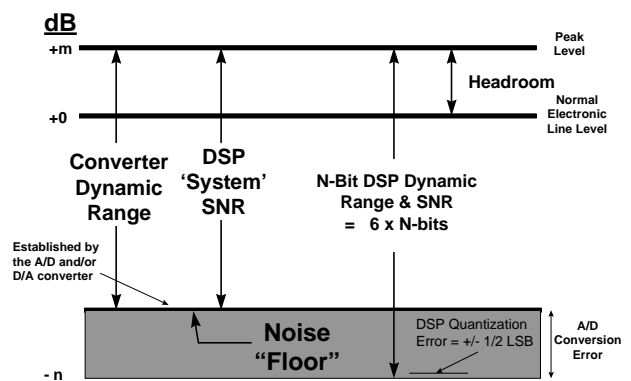 dB
+m
Peak
Level
Headroom
+0
Normal
Electronic
Line Level
Converter
Dynamic
Range
DSP
‘System’
SNR
N-Bit DSP Dynamic
Range & SNR
= 6 x N-bits
Established by
the A/D and/or
D/A converter
Noise
“Floor”
DSP Quantization
Error = +/- 1/2 LSB
A/D
Conversion
Error
- n